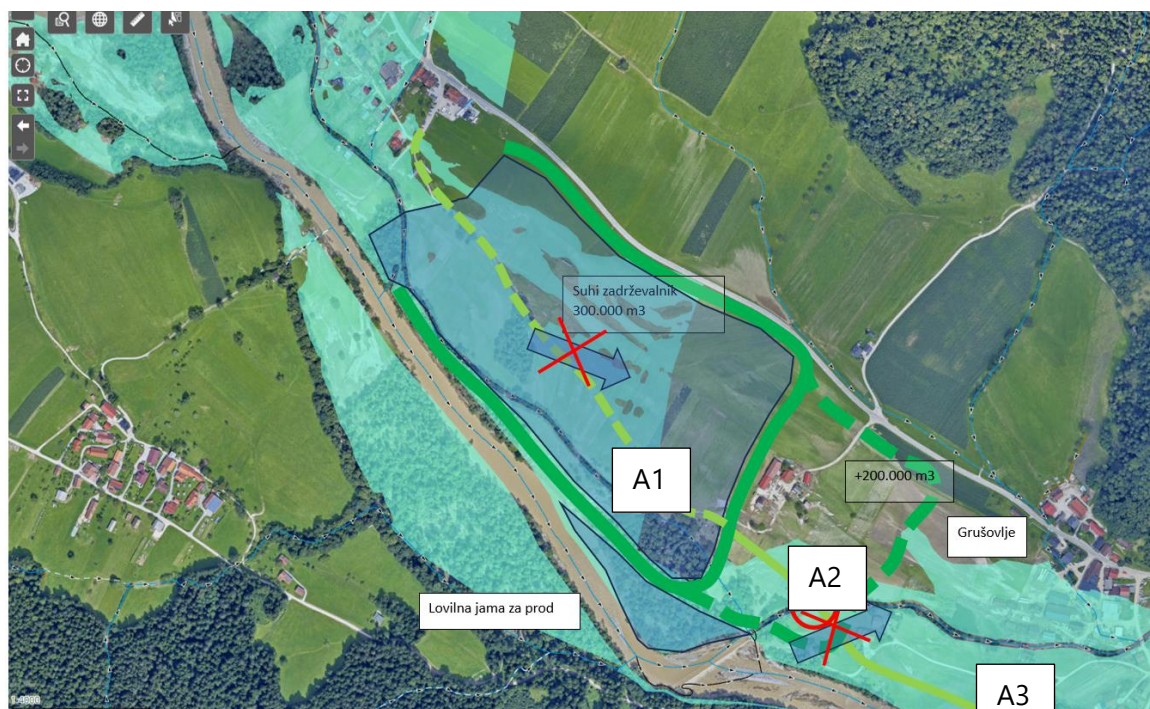 Suhi zadrževalnik
300.000 m3
A1
+200.000 m3
Grušovlje
A2
Lovilna jama za prod
A3